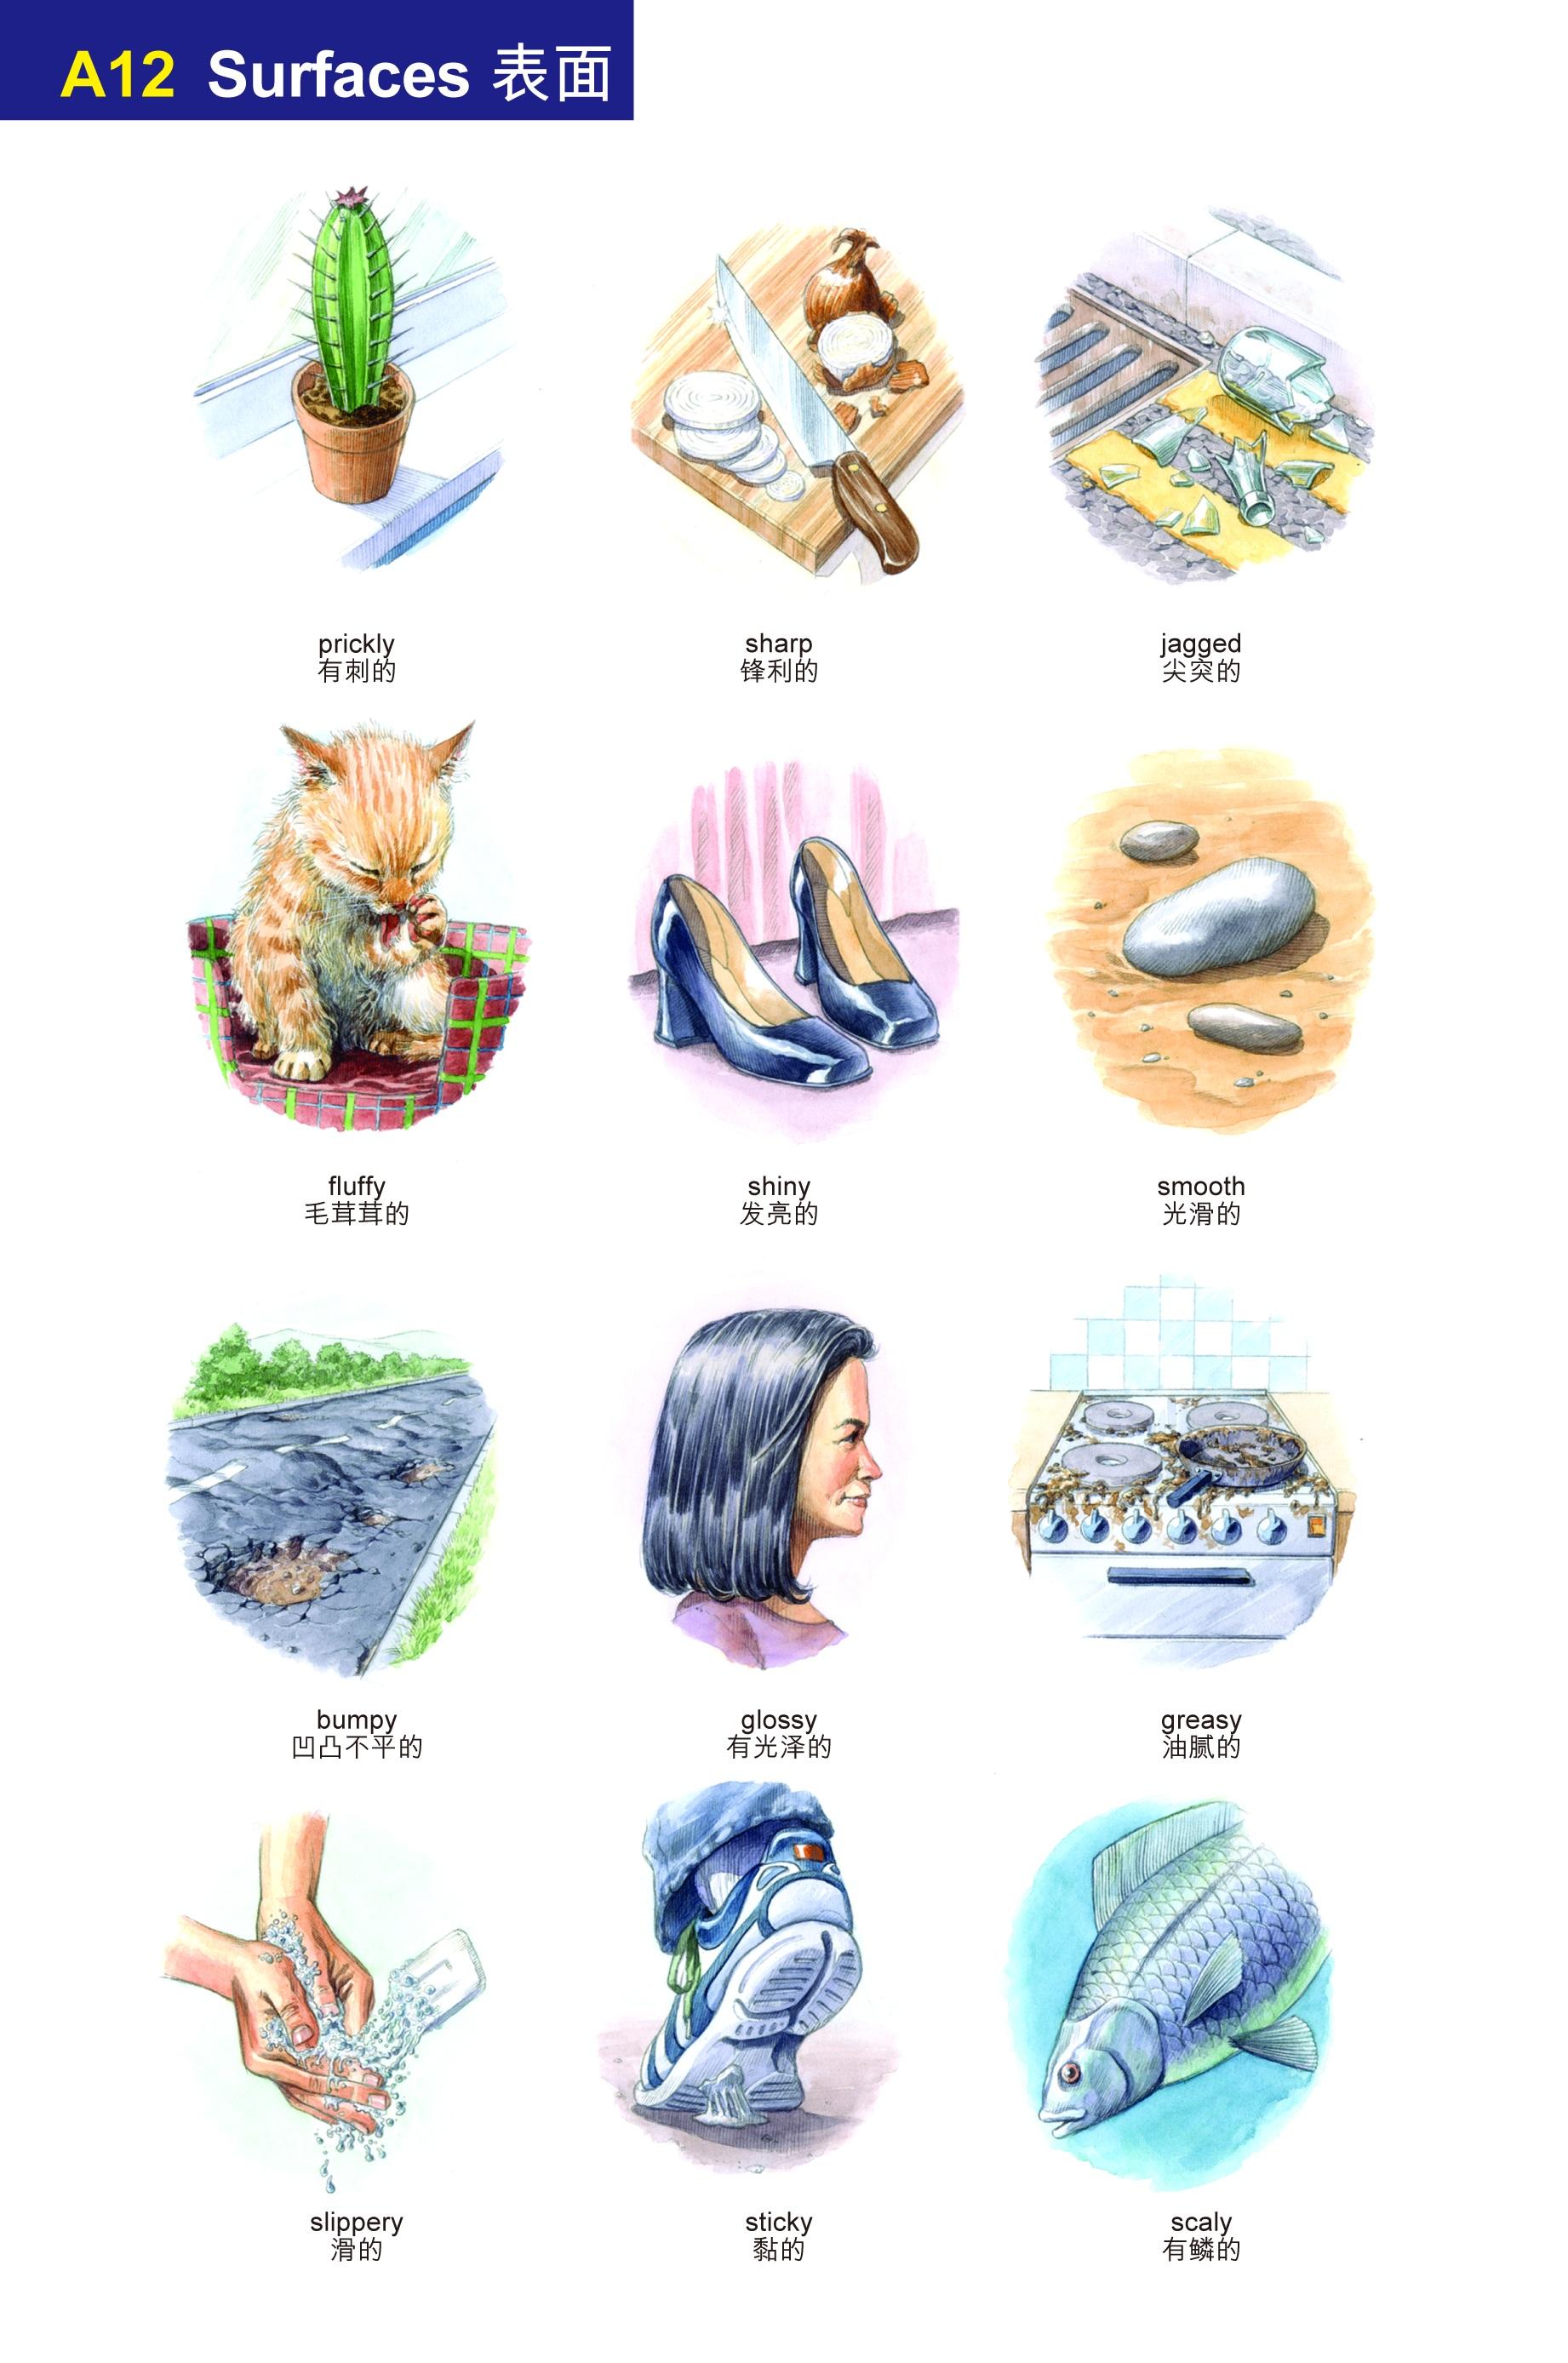 A12 Surfaces 表面
prickly
有刺的
sharp
锋利的
jagged
尖突的
fluffy
毛茸茸的
shiny
发亮的
smooth
光滑的
bumpy
凹凸不平的
glossy
有光泽的
greasy
油腻的
slippery
滑的
sticky
黏的
scaly
有鳞的